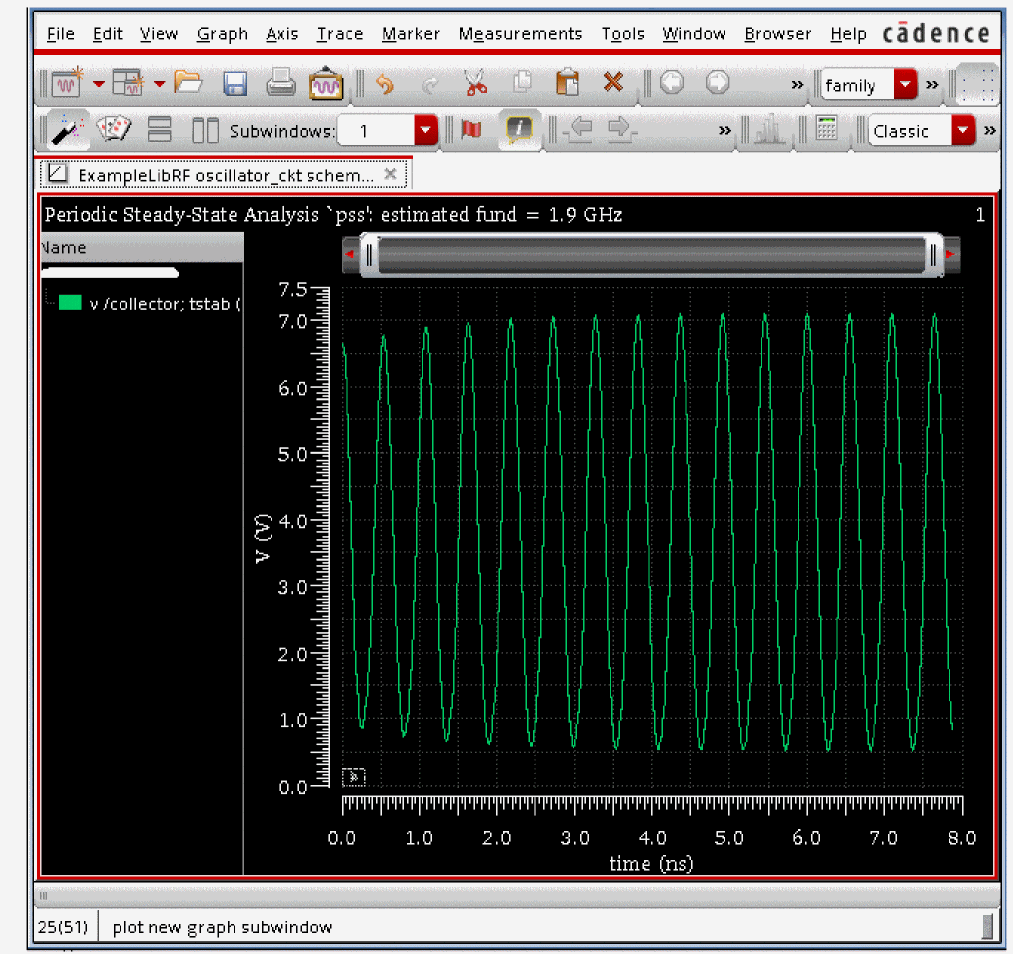 File Edit View Graph Axis Trace Marker Measurements Tools Window Browser Help cādence
» family »
Subwindows: 1 » Classic »
ExampleLibRF oscillator_ckt schem...
Periodic Steady-State Analysis `pss': estimated fund = 1.9 GHz 1
Name
v /collector; tstab (
7.5
7.0
6.0
5.0
4.0
3.0
2.0
1.0
0.0
V (V)
0.0 1.0 2.0 3.0 4.0 5.0 6.0 7.0 8.0
time (ns)
25(51) plot new graph subwindow